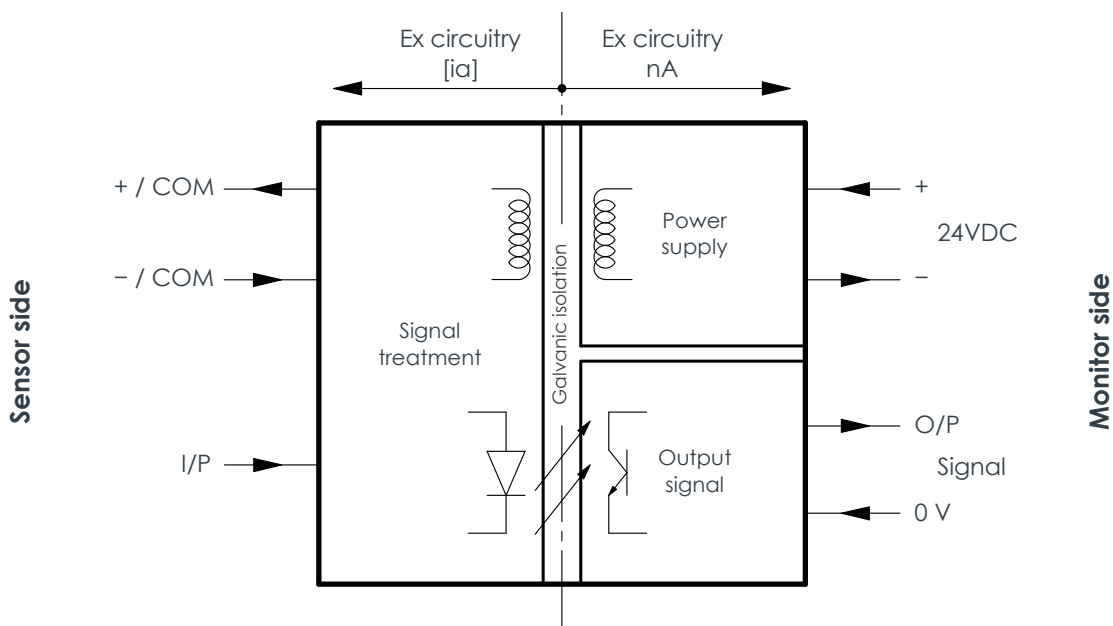 Ex circuitry
[ia]
Ex circuitry
nA
Sensor side
+ / COM
− / COM
I/P
Signal
treatment
Galvanic isolation
Power
supply
Output
signal
+
24VDC
−
O/P
Signal
0 V
Monitor side